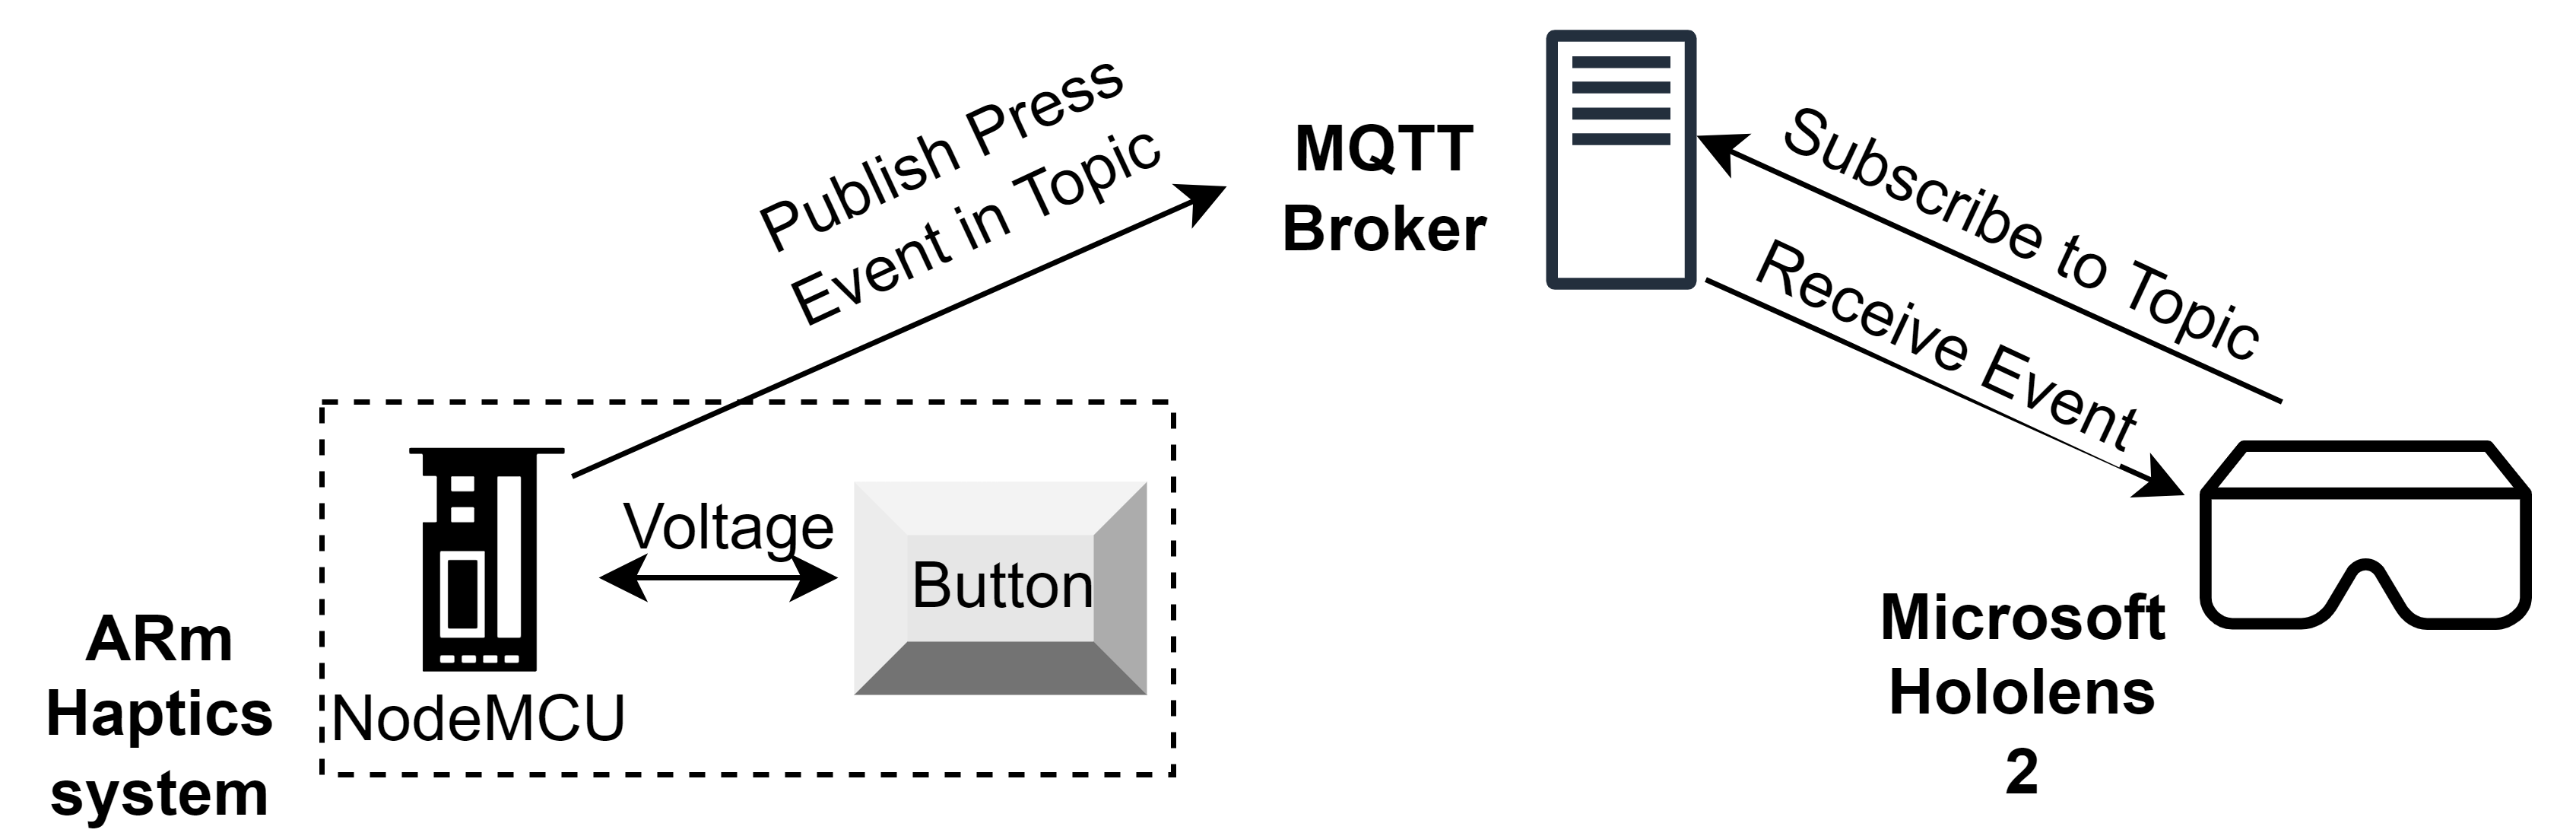 Publish Press
Event in Topic
MQTT
Broker
Subscribe to Topic
Receive Event
Voltage
Button
NodeMCU
ARm
Haptics
system
Microsoft
Hololens
2